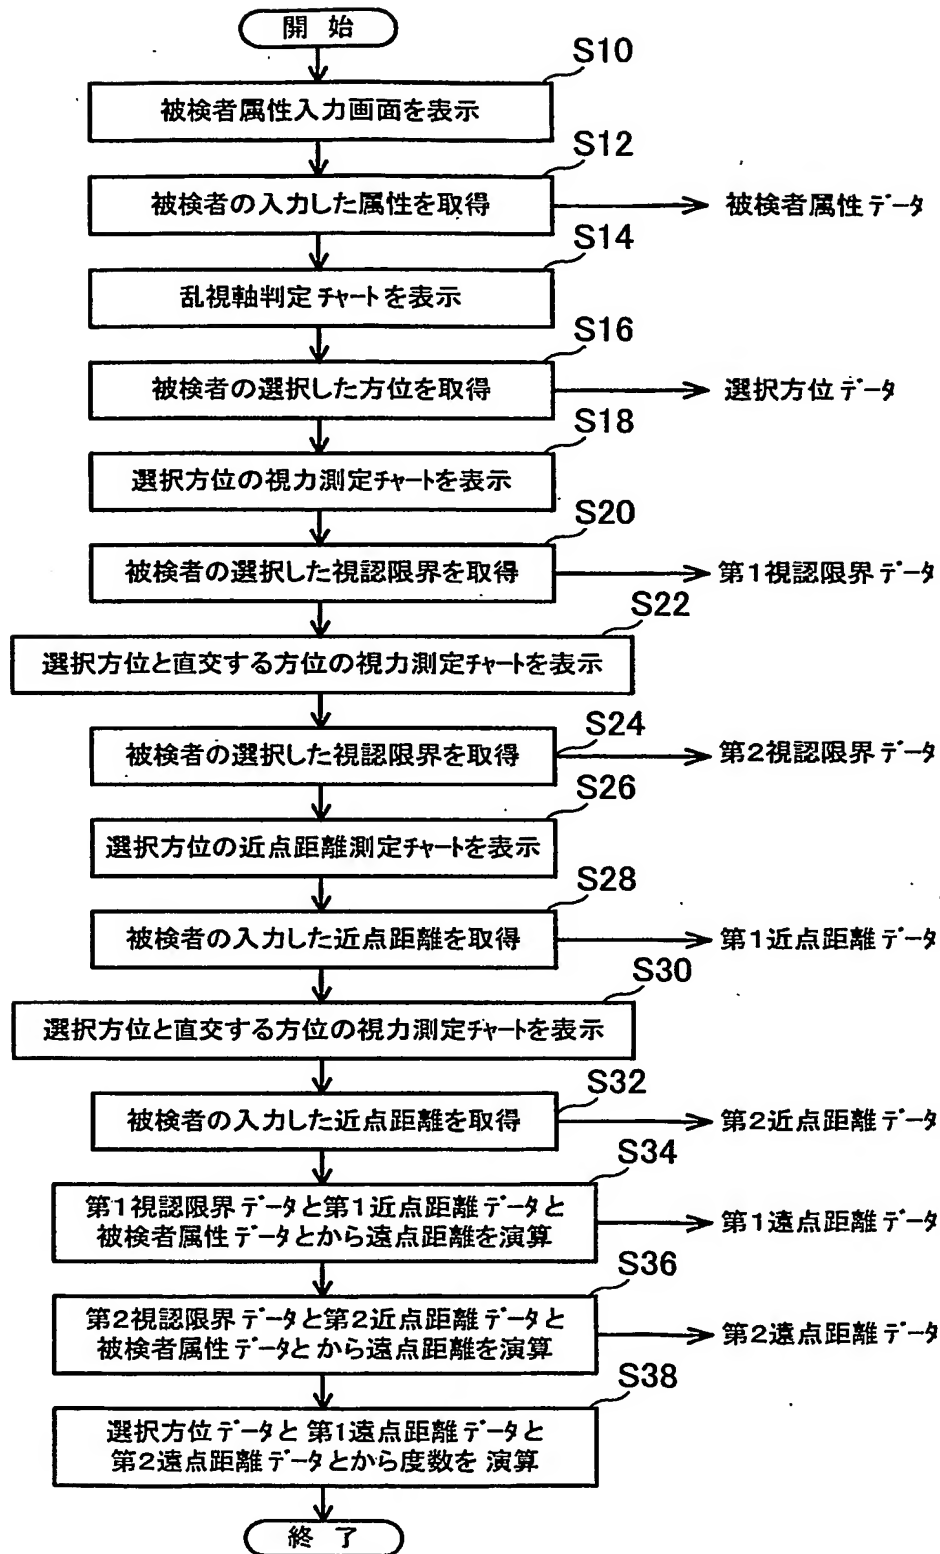 開 始
S10
被検者属性入力画面を表示
S12
被検者の入力した属性を取得
被検者属性データ
S14
乱視軸判定チャートを表示
S16
被検者の選択した方位を取得
選択方位データ
S18
選択方位の視力測定チャートを表示
S20
被検者の選択した視認限界を取得
第1視認限界データ
S22
選択方位と直交する方位の視力測定チャートを表示
S24
被検者の選択した視認限界を取得
第2視認限界データ
S26
選択方位の近点距離測定チャートを表示
S28
被検者の入力した近点距離を取得
第1近点距離データ
S30
選択方位と直交する方位の視力測定チャートを表示
S32
被検者の入力した近点距離を取得
第2近点距離データ
S34
第1視認限界データと第1近点距離データと
被検者属性データとから遠点距離を演算
第1遠点距離データ
S36
第2視認限界データと第2近点距離データと
被検者属性データとから遠点距離を演算
第2遠点距離データ
S38
選択方位データと第1遠点距離データと
第2遠点距離データとから度数を演算
終 了